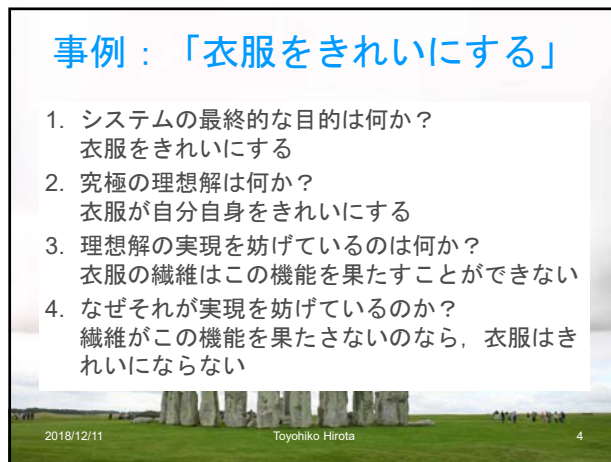 事例：「衣服をきれいにする」
1. システムの最終的な目的は何か？
衣服をきれいにする
2. 究極の理想解は何か？
衣服が自分自身をきれいにする
3. 理想解の実現を妨げているのは何か？
衣服の繊維はこの機能を果たすことができない
4. なぜそれが実現を妨げているのか？
繊維がこの機能を果たさないのなら，衣服はき
れいにならない
2018/12/11 Toyohiko Hirota 4